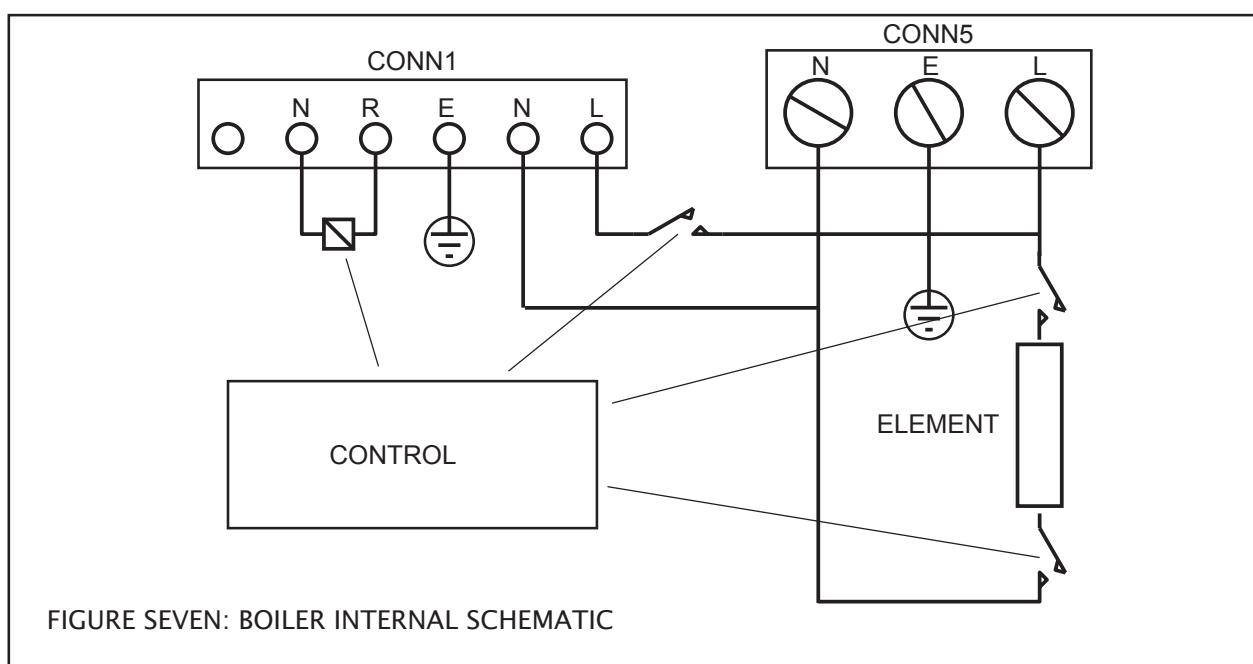 CONN1
CONN5
N R E N L
N E L
CONTROL
ELEMENT
FIGURE SEVEN: BOILER INTERNAL SCHEMATIC